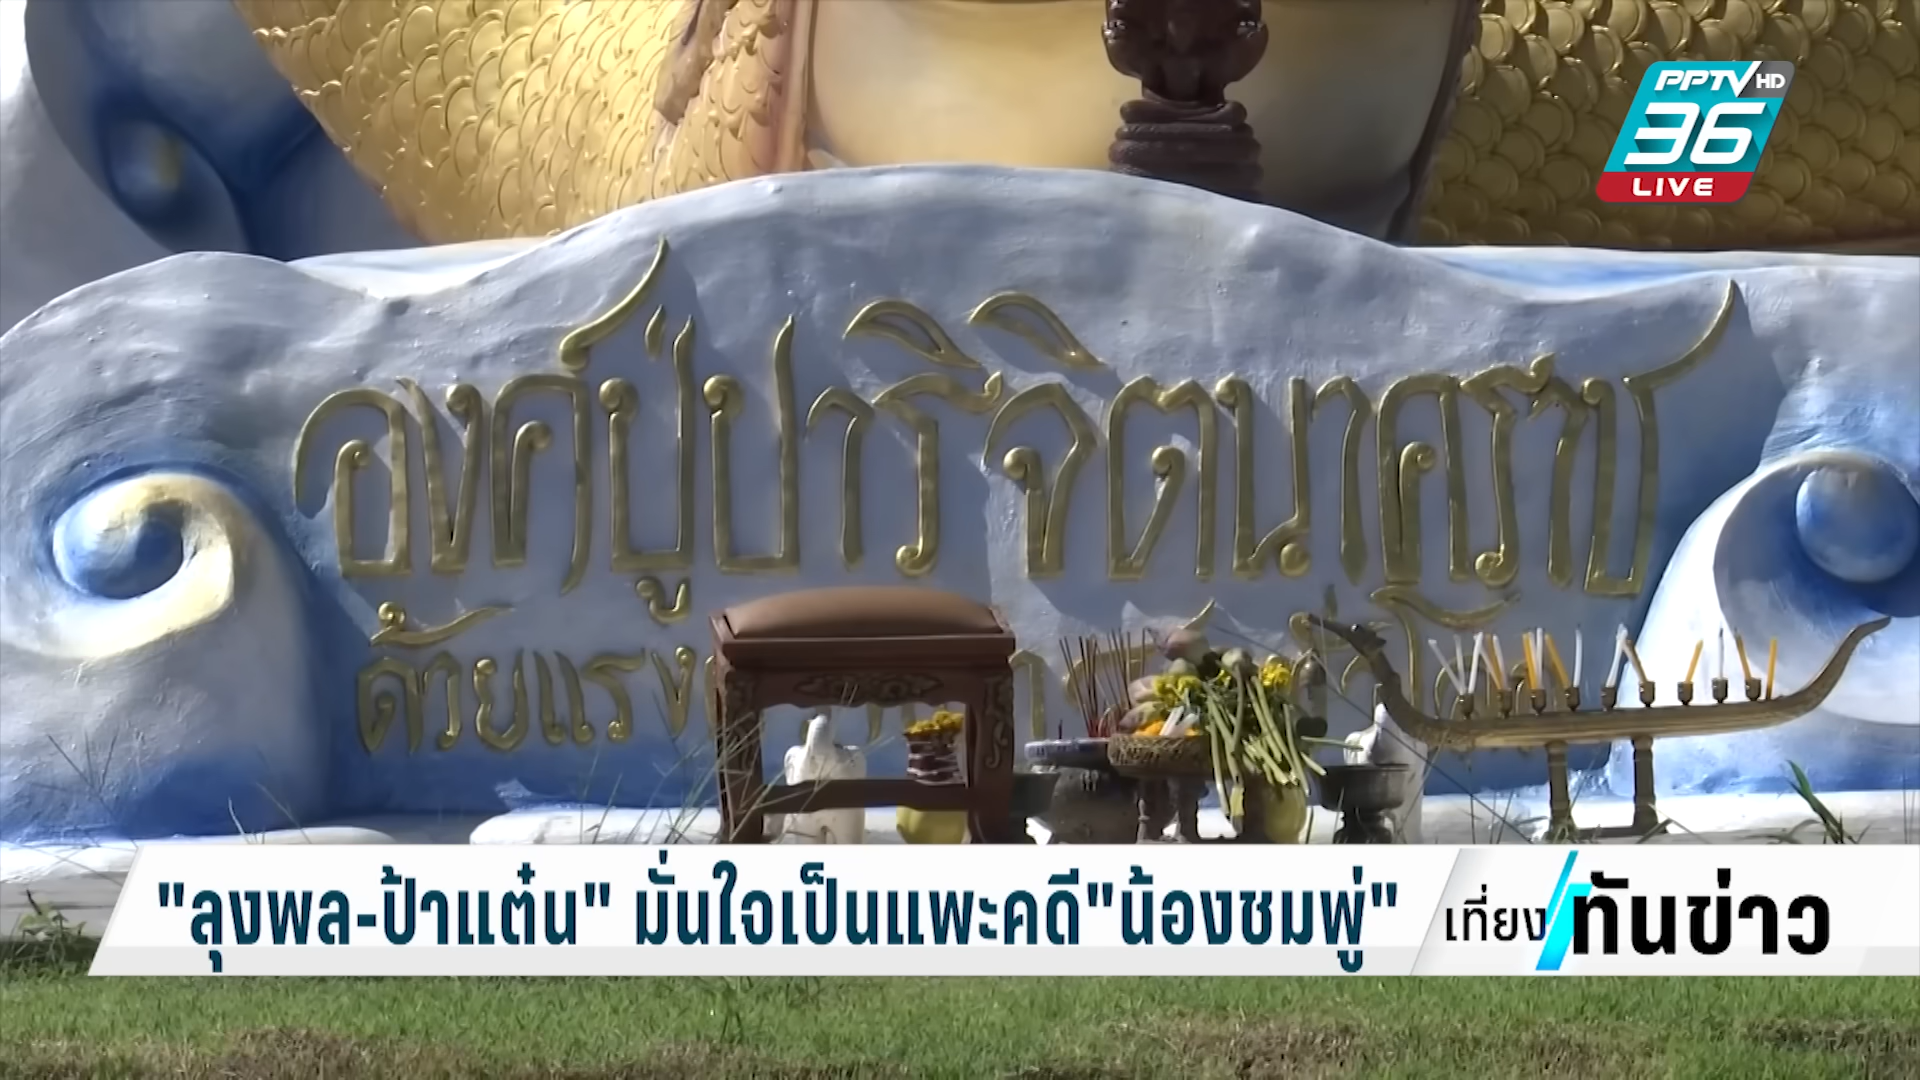 PPTV HD
36
LIVE
องค์ปู่ปาริจิตนาคราช
ด้วยแรง
"ลุงพล-ป้าแต๋น" มั่นใจเป็นแพะคดี"น้องชมพู่"
เที่ยง ทันข่าว